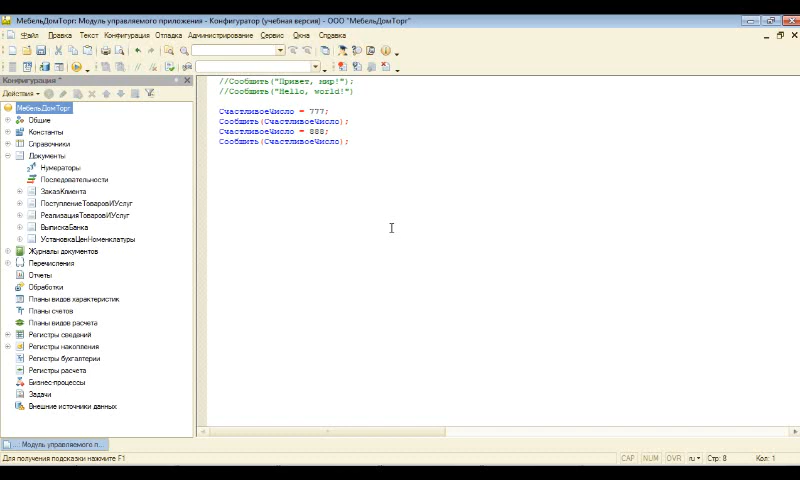 МебельДомТорг: Модуль управляемого приложения - Конфигуратор (учебная версия) - ООО "МебельДомТорг"
Файл Правка Текст Конфигурация Отладка Администрирование Сервис Окна Справка
Конфигурация *
Действия
МебельДомТорг
Общие
Константы
Справочники
Документы
Нумераторы
Последовательности
ЗаказКлиента
ПоступлениеТоваровИУслуг
РеализацияТоваровИУслуг
ВыпискаБанка
УстановкаЦенНоменклатуры
Журналы документов
Перечисления
Отчеты
Обработки
Планы видов характеристик
Планы счетов
Планы видов расчета
Регистры сведений
Регистры накопления
Регистры бухгалтерии
Регистры расчета
Бизнес-процессы
Задачи
Внешние источники данных
//Сообщить("Привет, мир!");
//Сообщить("Hello, world!")
СчастливоеЧисло = 777;
Сообщить(СчастливоеЧисло);
СчастливоеЧисло = 888;
Сообщить(СчастливоеЧисло);
... Модуль управляемого п...
Для получения подсказки нажмите F1
CAP NUM OVR ru Стр: 8 Кол: 1